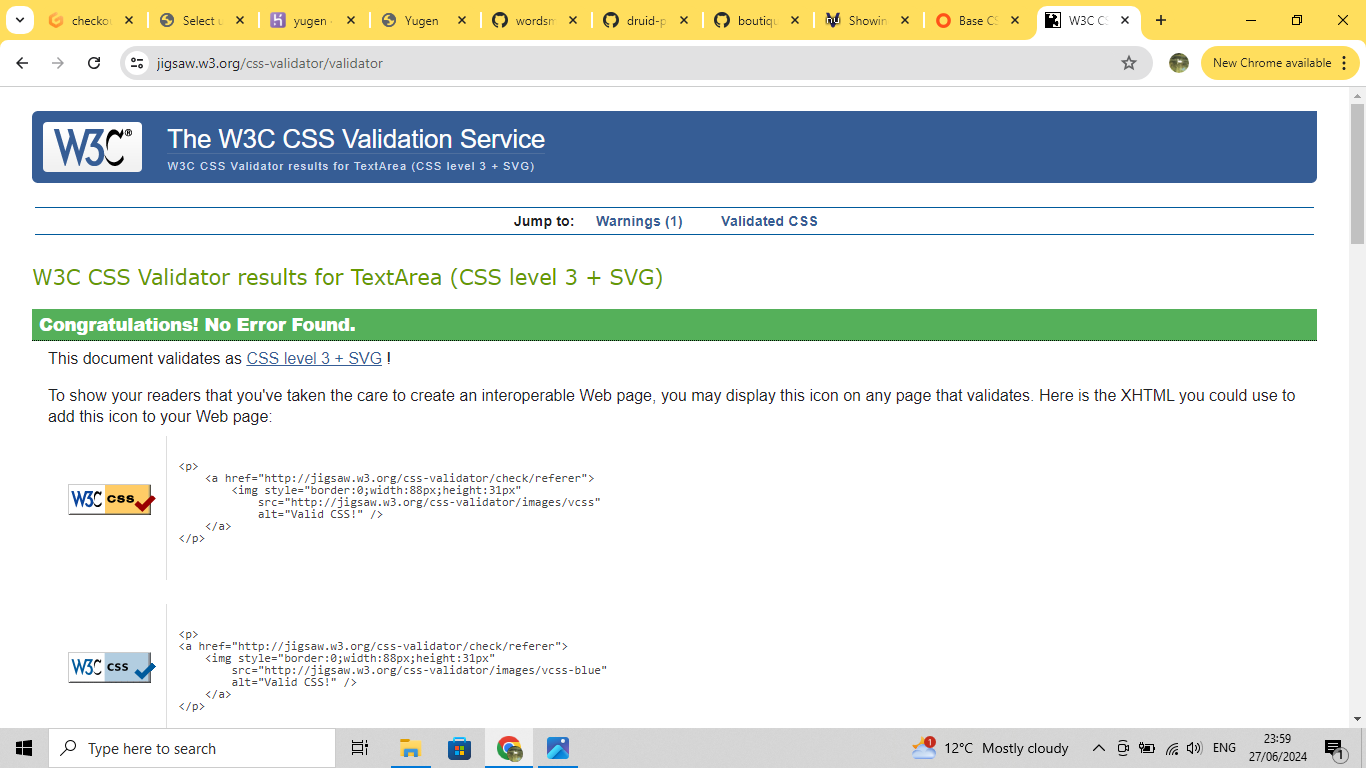 checkou
Select u
yugen -
Yugen
wordsm
druid-p
boutiqu
Showin
Base CS
W3C CS
jigsaw.w3.org/css-validator/validator
New Chrome available
W3C®
The W3C CSS Validation Service
W3C CSS Validator results for TextArea (CSS level 3 + SVG)
Jump to: Warnings (1) Validated CSS
W3C CSS Validator results for TextArea (CSS level 3 + SVG)
Congratulations! No Error Found.
This document validates as CSS level 3 + SVG !
To show your readers that you've taken the care to create an interoperable Web page, you may display this icon on any page that validates. Here is the XHTML you could use to
add this icon to your Web page:
W3C css
<p>
<a href="http://jigsaw.w3.org/css-validator/check/referer">
<img style="border:0;width:88px;height:31px"
src="http://jigsaw.w3.org/css-validator/images/vcss"
alt="Valid CSS!" />
</a>
</p>
W3C css
<p>
<a href="http://jigsaw.w3.org/css-validator/check/referer">
<img style="border:0;width:88px;height:31px"
src="http://jigsaw.w3.org/css-validator/images/vcss-blue"
alt="Valid CSS!" />
</a>
</p>
Type here to search
1
12°C Mostly cloudy
ENG
23:59
27/06/2024
1